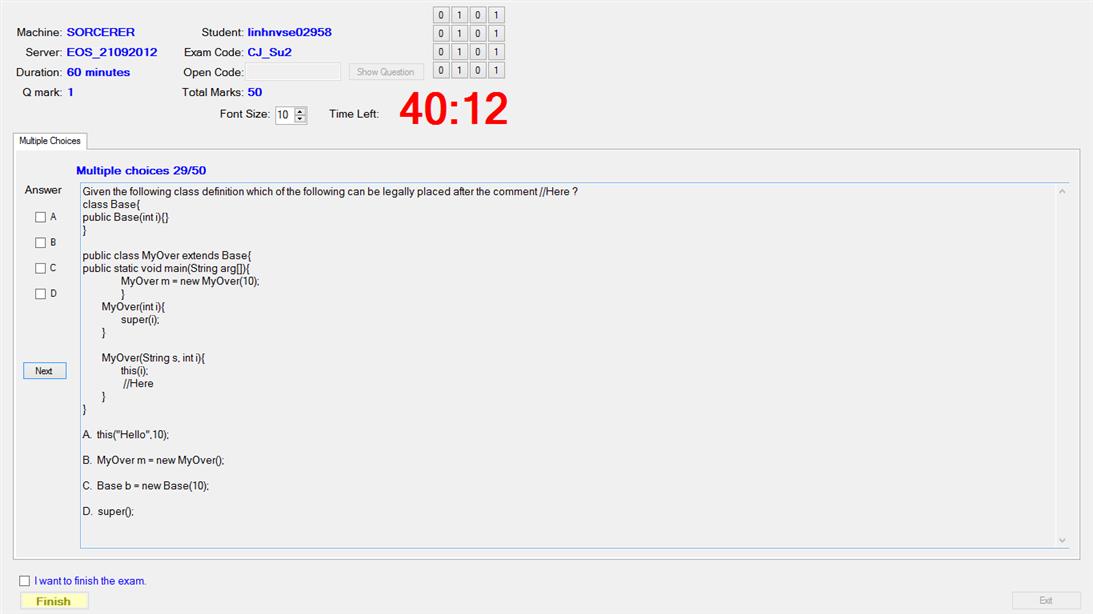 Machine: SORCERER
Server: EOS_21092012
Duration: 60 minutes
Q mark: 1
Student: linhnvse02958
Exam Code: CJ_Su2
Open Code:
Show Question
Total Marks: 50
Font Size: 10
Time Left: 40:12
0 1 0 1
0 1 0 1
0 1 0 1
0 1 0 1
Multiple Choices
Multiple choices 29/50
Answer
A
B
C
D
Next
Given the following class definition which of the following can be legally placed after the comment //Here ?
class Base{
public Base(int i){}
}
public class MyOver extends Base{
public static void main(String arg[]){
MyOver m = new MyOver(10);
}
MyOver(int i){
super(i);
}
MyOver(String s, int i){
this(i);
//Here
}
}
A. this("Hello",10);
B. MyOver m = new MyOver();
C. Base b = new Base(10);
D. super();
I want to finish the exam.
Finish
Exit